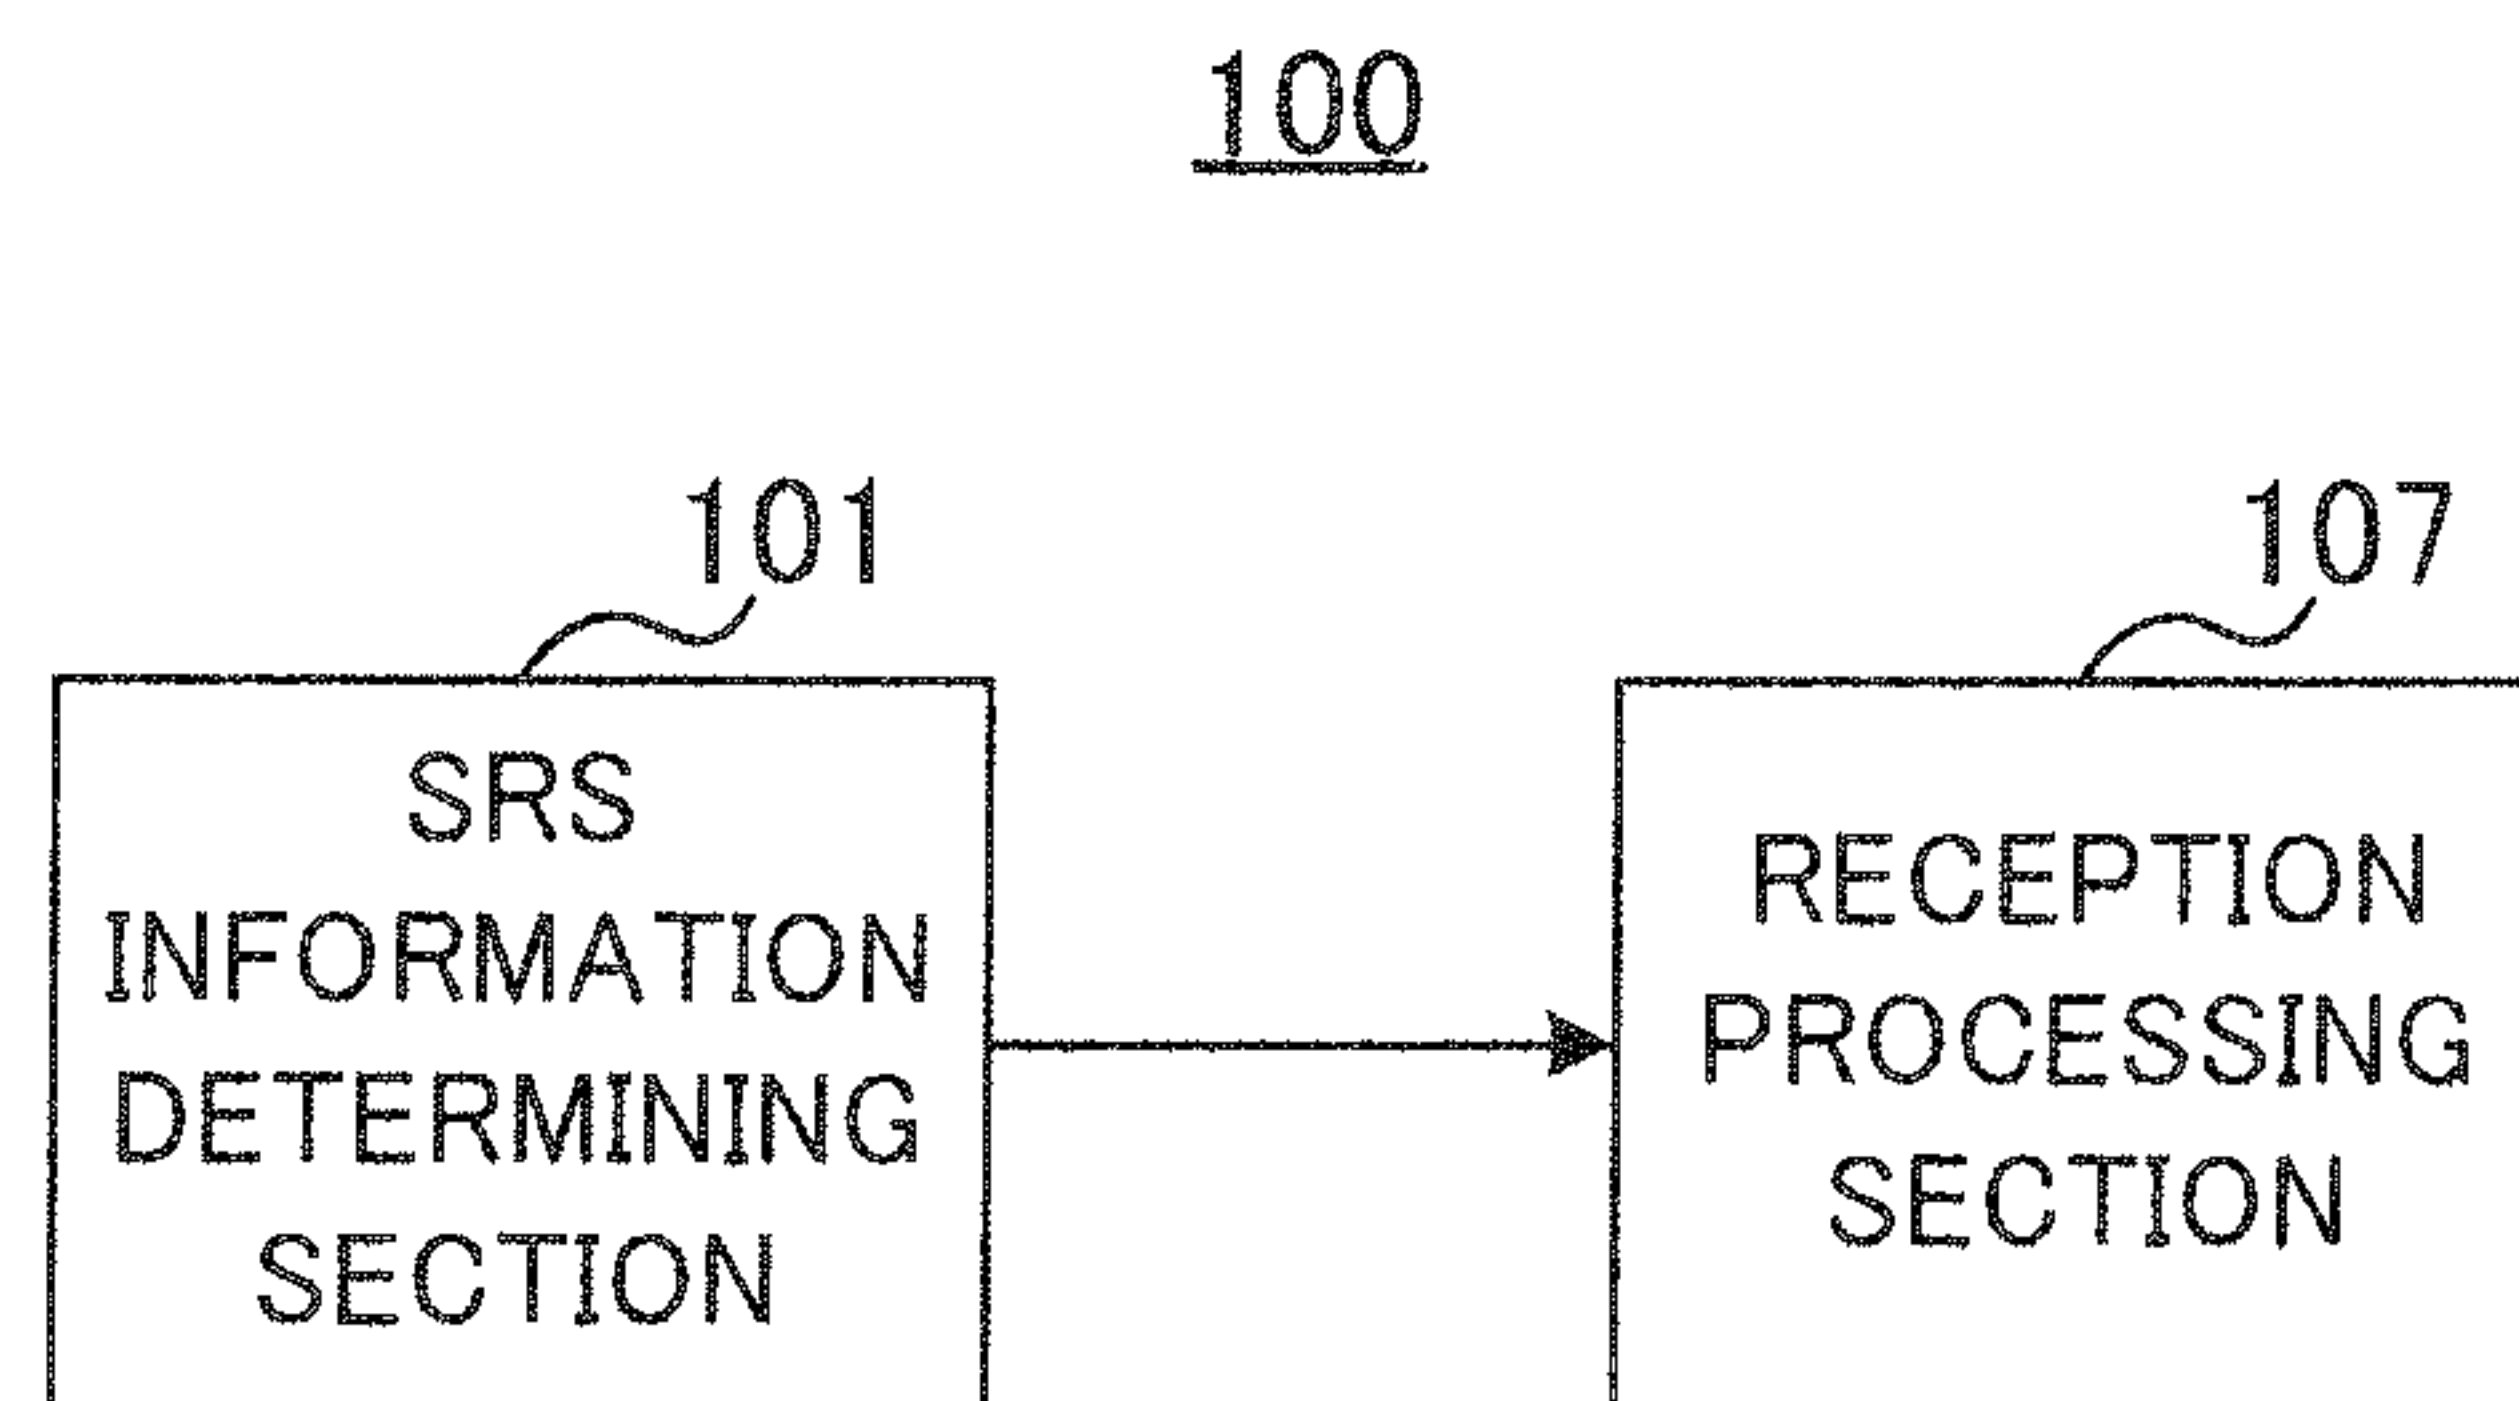 100
101
SRS
INFORMATION
DETERMINING
SECTION
107
RECEPTION
PROCESSING
SECTION